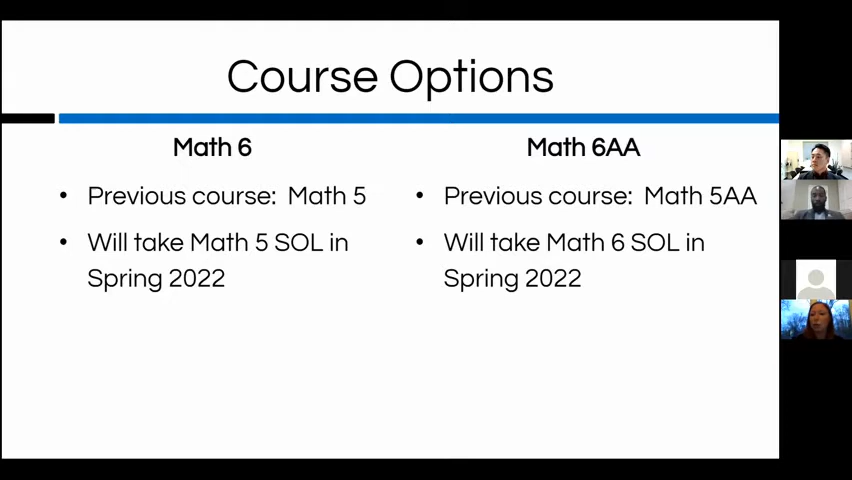 Course Options
Math 6
• Previous course: Math 5
• Will take Math 5 SOL in
Spring 2022
Math 6AA
• Previous course: Math 5AA
• Will take Math 6 SOL in
Spring 2022